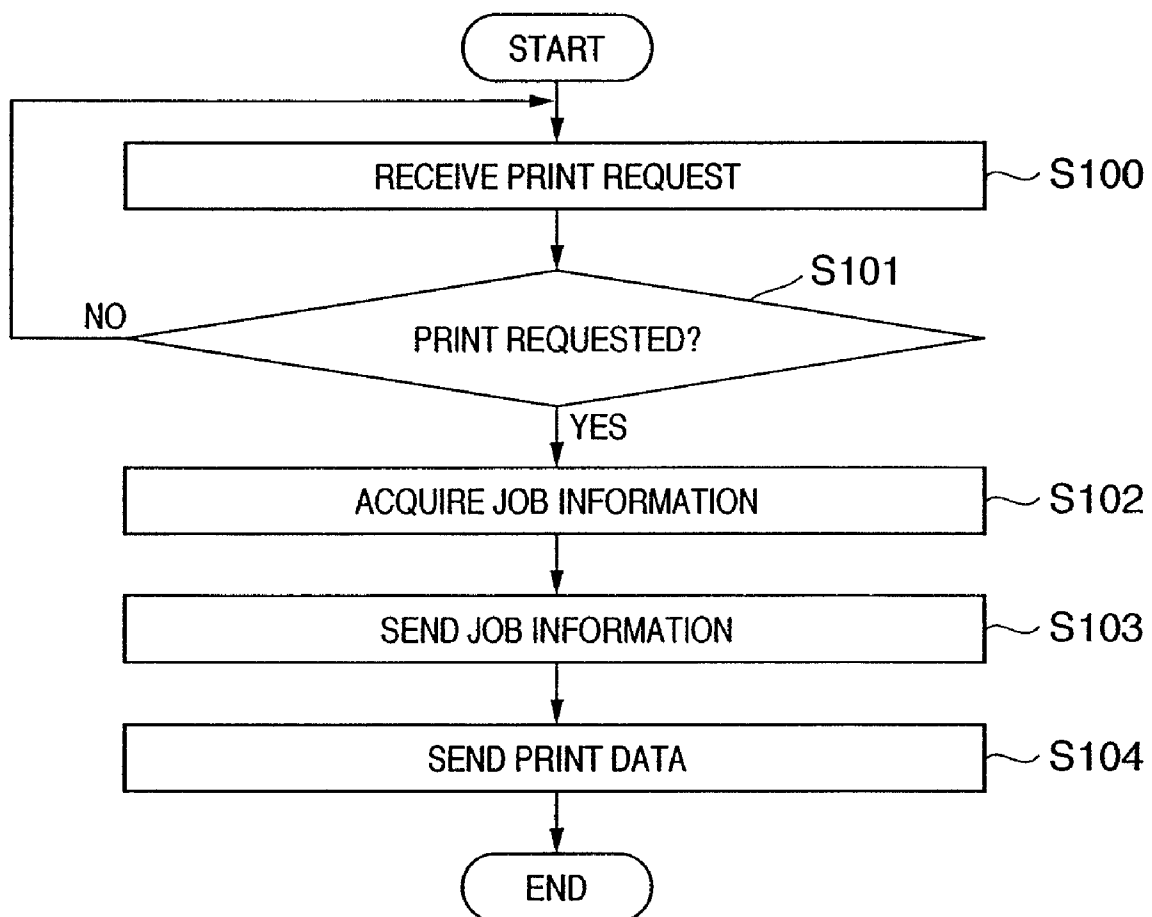 START
RECEIVE PRINT REQUEST
S100
S101
NO
PRINT REQUESTED?
YES
ACQUIRE JOB INFORMATION
S102
SEND JOB INFORMATION
S103
SEND PRINT DATA
S104
END